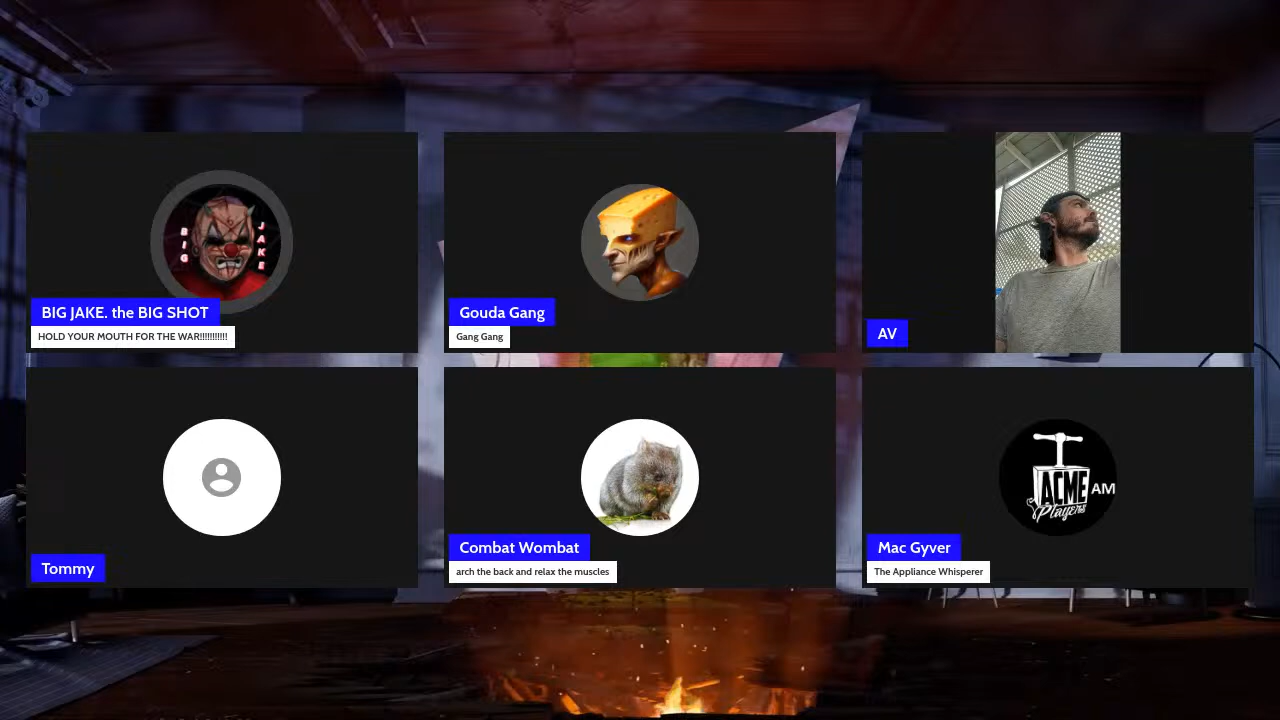 BIG
JAKE
BIG JAKE. the BIG SHOT
HOLD YOUR MOUTH FOR THE WAR!!!!!!!!!!!
Gouda Gang
Gang Gang
AV
Tommy
Combat Wombat
arch the back and relax the muscles
ACME AM
Players
Mac Gyver
The Appliance Whisperer